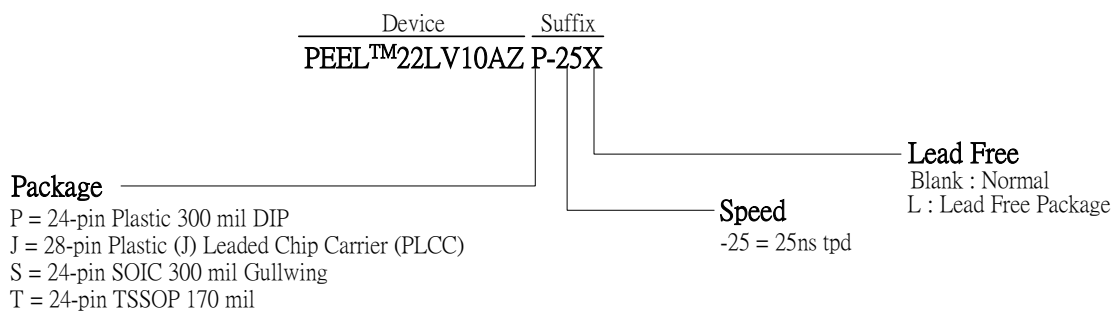 Device Suffix
PEEL™22LV10AZ P-25X
Lead Free
Blank : Normal
L : Lead Free Package
Package
P = 24-pin Plastic 300 mil DIP
J = 28-pin Plastic (J) Leaded Chip Carrier (PLCC)
S = 24-pin SOIC 300 mil Gullwing
T = 24-pin TSSOP 170 mil
Speed
-25 = 25ns tpd